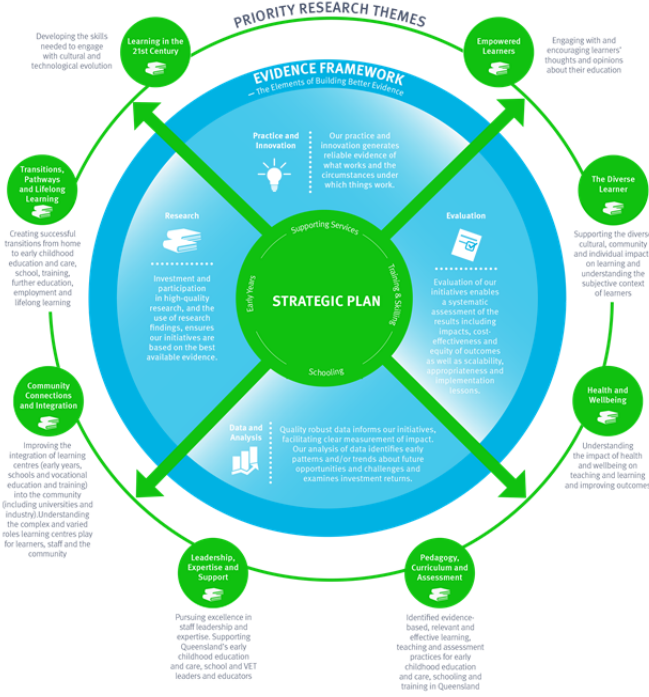 PRIORITY RESEARCH THEMES
Learning in the
21st Century
Developing the skills
needed to engage
with cultural and
technological evolution
Empowered
Learners
Engaging with and
encouraging learners'
thoughts and opinions
about their education
EVIDENCE FRAMEWORK
— The Elements of Building Better Evidence
Practice and
Innovation
Our practice and
innovation generates
reliable evidence of
what works and the
circumstances under
which things work.
Transitions,
Pathways
and Lifelong
Learning
Creating successful
transitions from home
to early childhood
education and care,
school, training,
further education,
employment and
lifelong learning
The Diverse
Learner
Supporting the divers
cultural, community
and individual impact
on learning and
understanding the
subjective context
of learners
Research
Investment and
participation
in high-quality
research, and the
use of research
findings, ensures
our initiatives are
based on the best
available evidence.
Evaluation
Evaluation of our
initiatives enables
a systematic
assessment of the
results including
impacts, cost-
effectiveness and
equity of outcomes
as well as scalability,
appropriateness and
implementation
lessons.
Supporting Services
Early Years
STRATEGIC PLAN
Training & Skilling
Schooling
Data and
Analysis
Quality robust data informs our initiatives,
facilitating clear measurement of impact.
Our analysis of data identifies early
patterns and/or trends about future
opportunities and challenges and
examines investment returns.
Community
Connections
and Integration
Improving the
integration of learning
centres (early years,
schools and vocational
education and training)
into the community
(including universities and
industry).Understanding
the complex and varied
roles learning centres play
for learners, staff and the
community
Health and
Wellbeing
Understanding
the impact of health
and wellbeing on
teaching and learning
and improving outcomes
Leadership,
Expertise and
Support
Pursuing excellence in
staff leadership and
expertise. Supporting
Queensland's early
childhood education
and care, school and VET
leaders and educators
Pedagogy,
Curriculum and
Assessment
Identified evidence-
based, relevant and
effective learning,
teaching and assessment
practices for early
childhood education
and care, schooling and
training in Queensland